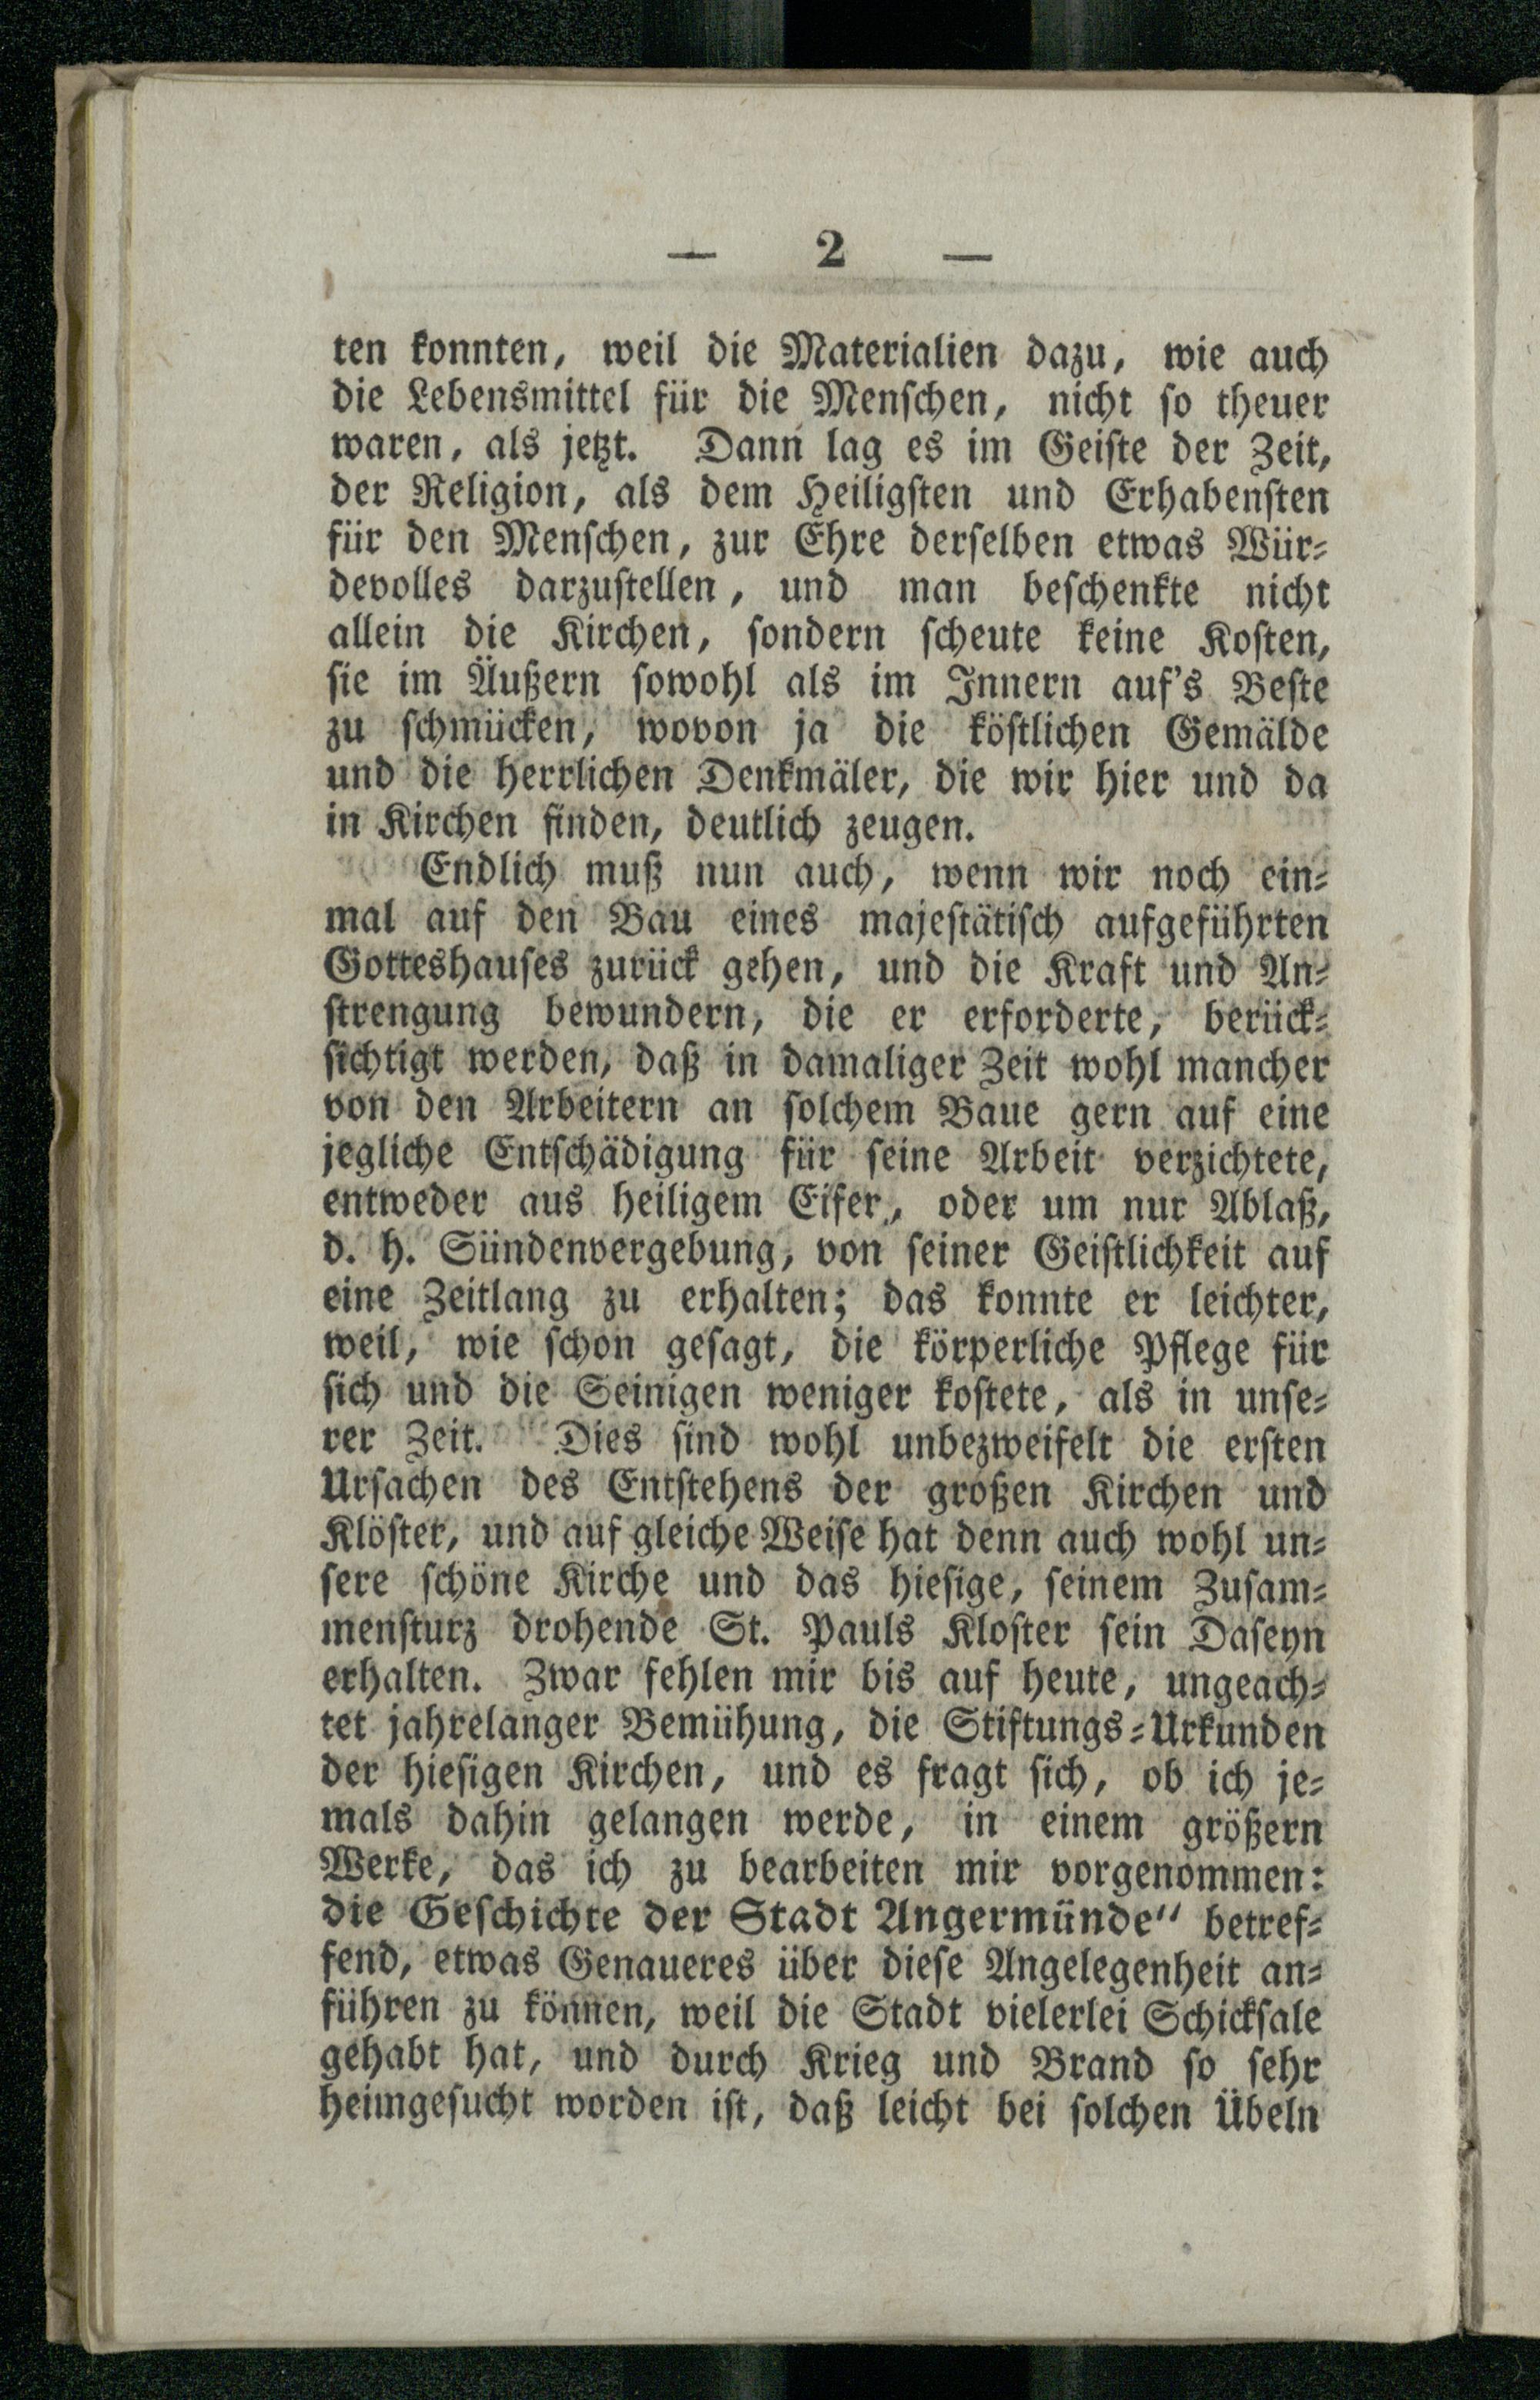 — 2 —
ten konnten, weil die Materialien dazu, wie auch
die Lebensmittel für die Menschen, nicht so theuer
waren, als jetzt. Dann lag es im Geiste der Zeit,
der Religion, als dem Heiligsten und Erhabensten
für den Menschen, zur Ehre derselben etwas Wür-
devolles darzustellen, und man beschenkte nicht
allein die Kirchen, sondern scheute keine Kosten,
sie im Äußern sowohl als im Innern auf's Beste
zu schmücken, wovon ja die köstlichen Gemälde
und die herrlichen Denkmäler, die wir hier und da
in Kirchen finden, deutlich zeugen.
Endlich muß nun auch, wenn wir noch ein-
mal auf den Bau eines majestätisch aufgeführten
Gotteshauses zurück gehen, und die Kraft und An-
strengung bewundern, die er erforderte, berück-
sichtigt werden, daß in damaliger Zeit wohl mancher
von den Arbeitern an solchem Baue gern auf eine
jegliche Entschädigung für seine Arbeit verzichtete,
entweder aus heiligem Eifer, oder um nur Ablaß,
d. h. Sündenvergebung, von seiner Geistlichkeit auf
eine Zeitlang zu erhalten; das konnte er leichter,
weil, wie schon gesagt, die körperliche Pflege für
sich und die Seinigen weniger kostete, als in unse-
rer Zeit. Dies sind wohl unbezweifelt die ersten
Ursachen des Entstehens der großen Kirchen und
Klöster, und auf gleiche Weise hat denn auch wohl un-
sere schöne Kirche und das hiesige, seinem Zusam-
mensturz drohende St. Pauls Kloster sein Daseyn
erhalten. Zwar fehlen mir bis auf heute, ungeach-
tet jahrelanger Bemühung, die Stiftungs-Urkunden
der hiesigen Kirchen, und es fragt sich, ob ich je-
mals dahin gelangen werde, in einem größern
Werke, das ich zu bearbeiten mir vorgenommen:
die Geschichte der Stadt Angermünde“ betref-
fend, etwas Genaueres über diese Angelegenheit an-
führen zu können, weil die Stadt vielerlei Schicksale
gehabt hat, und durch Krieg und Brand so sehr
heimgesucht worden ist, daß leicht bei solchen Übeln